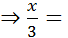 ⇒ x/3 =